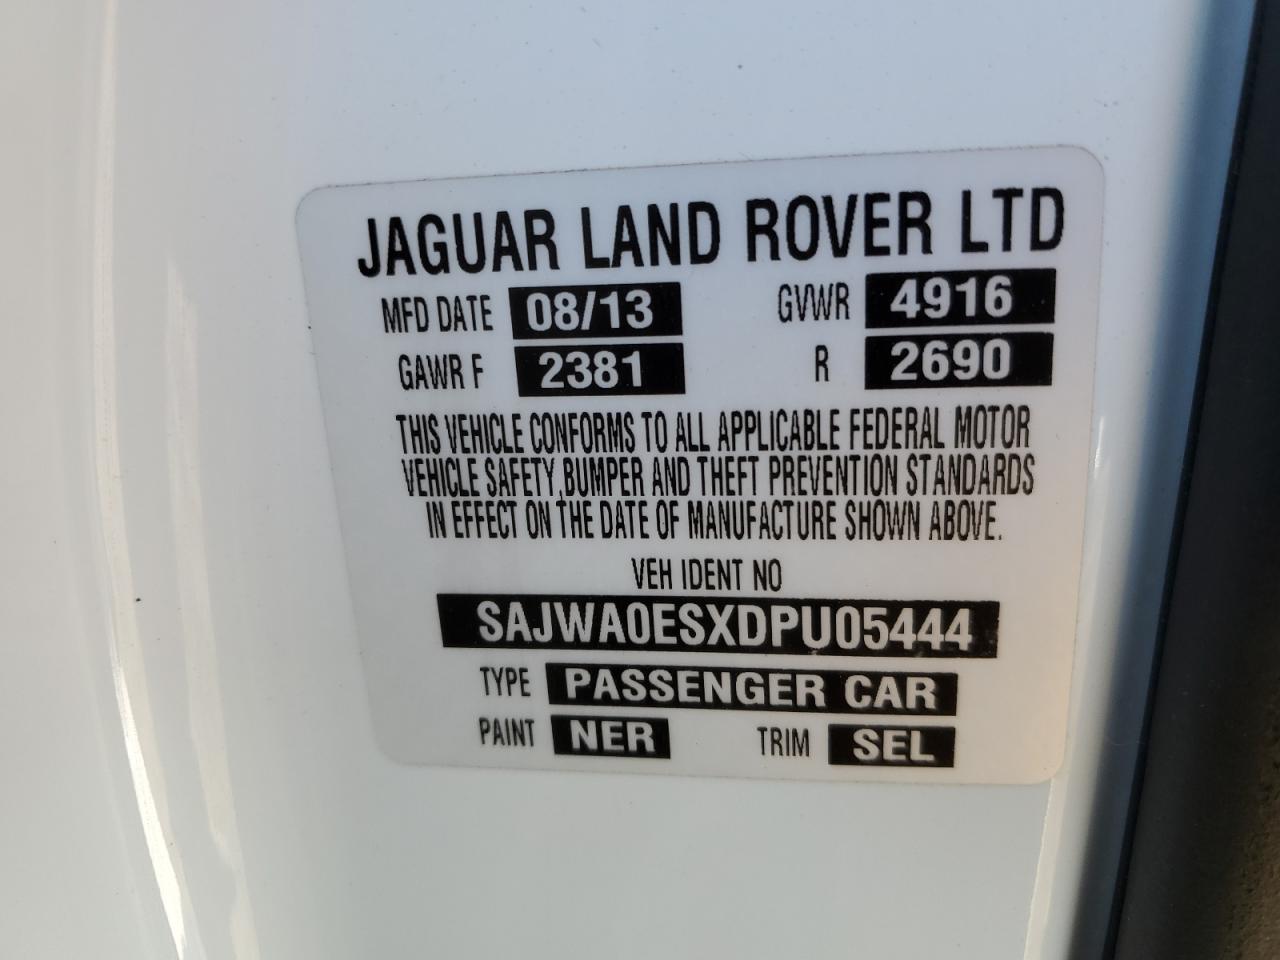 JAGUAR LAND ROVER LTD
MFD DATE 08/13 GVWR 4916
GAWR F 2381 R 2690
THIS VEHICLE CONFORMS TO ALL APPLICABLE FEDERAL MOTOR
VEHICLE SAFETY,BUMPER AND THEFT PREVENTION STANDARDS
IN EFFECT ON THE DATE OF MANUFACTURE SHOWN ABOVE.
VEH IDENT NO
SAJWA0ESXDPU05444
TYPE PASSENGER CAR
PAINT NER TRIM SEL